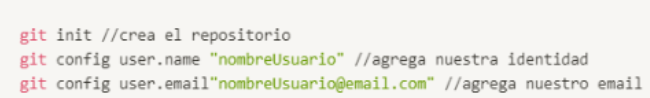 git init //crea el repositorio
git config user.name "nombreUsuario" //agrega nuestra identidad
git config user.email"nombreUsuario@email.com" //agrega nuestro email